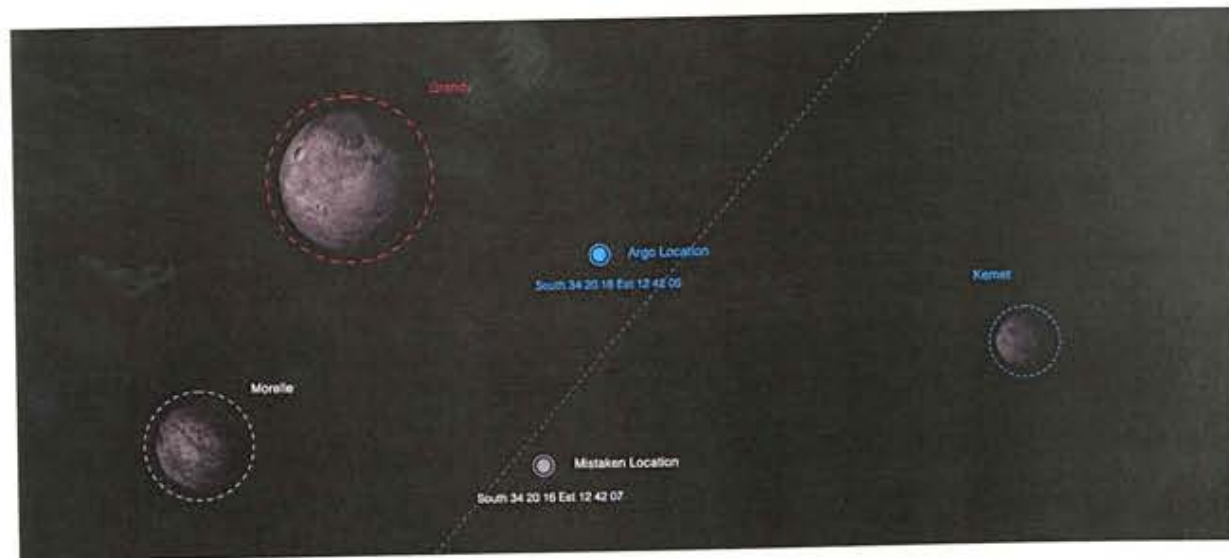 Grandy
Argo Location
South 34 20 16 Est 12 42 05
Kemet
Morelle
Mistaken Location
South 34 20 16 Est 12 42 07